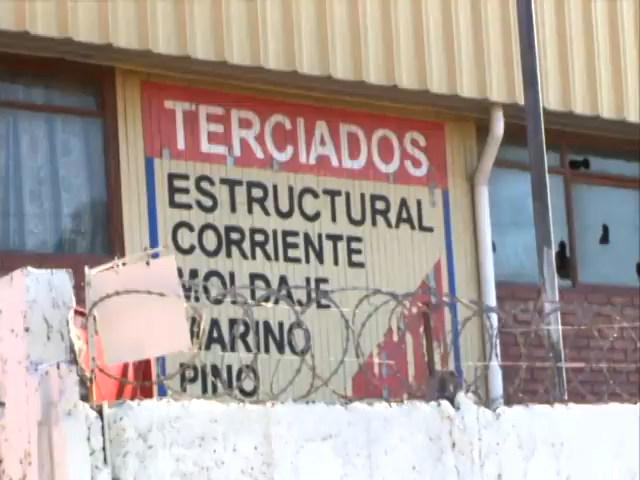 TERCIADOS
ESTRUCTURAL
CORRIENTE
MOLDAJE
MARINO
PINO